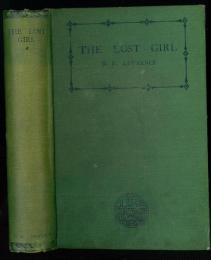 THE LOST
GIRL
THE LOST GIRL
D. H. LAWRENCE